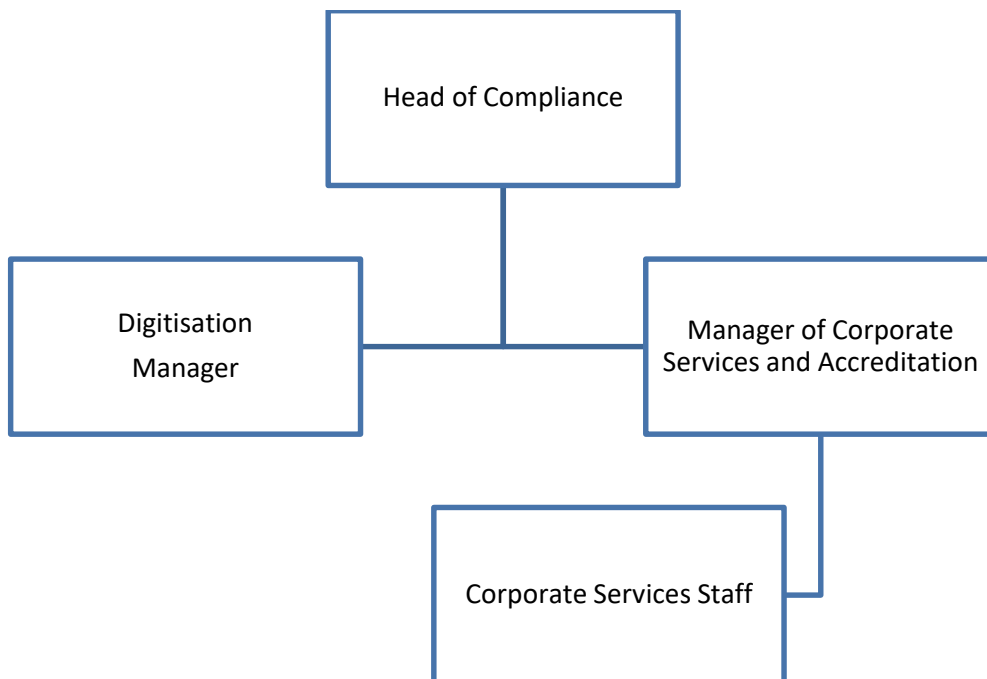 Head of Compliance
Digitisation
Manager
Manager of Corporate
Services and Accreditation
Corporate Services Staff